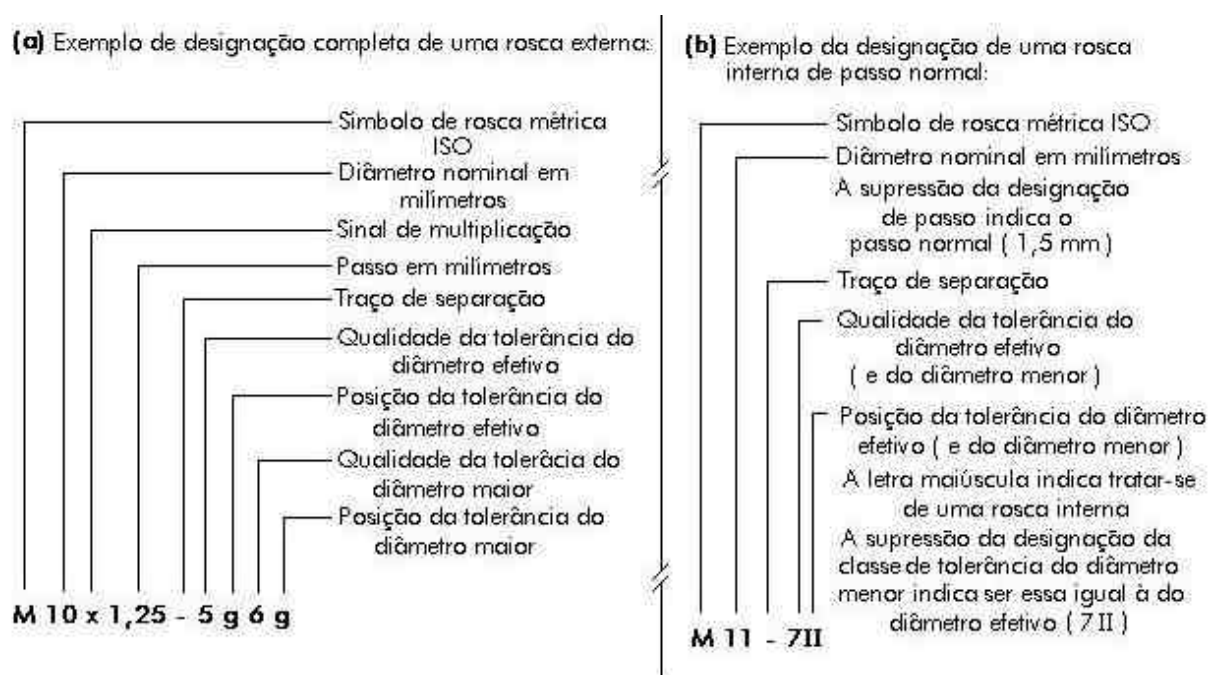 (a) Exemplo de designação completa de uma rosca externa:
Símbolo de rosca métrica
ISO
Diâmetro nominal em
milímetros
Sinal de multiplicação
Passo em milímetros
Traço de separação
Qualidade da tolerância do
diâmetro efetivo
Posição da tolerância do
diâmetro efetivo
Qualidade da tolerâcia do
diâmetro maior
Posição da tolerância do
diâmetro maior
M 10 x 1,25 - 5 g 6 g
(b) Exemplo da designação de uma rosca
interna de passo normal:
Símbolo de rosca métrica ISO
Diâmetro nominal em milímetros
A supressão da designação
de passo indica o
passo normal ( 1,5 mm )
Traço de separação
Qualidade da tolerância do
diâmetro efetivo
( e do diâmetro menor )
Posição da tolerância do diâmetro
efetivo ( e do diâmetro menor )
A letra maiúscula indica tratar-se
de uma rosca interna
A supressão da designação da
classe de tolerância do diâmetro
menor indica ser essa igual à do
diâmetro efetivo ( 7II )
M 11 - 7II